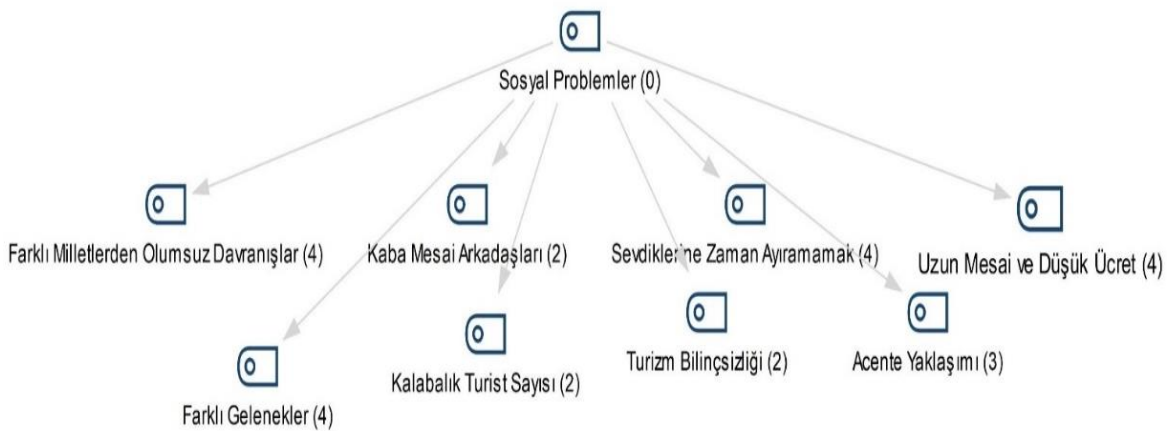 Sosyal Problemler (0)
Farklı Milletlerden Olumsuz Davranışlar (4)
Kaba Mesai Arkadaşları (2)
Sevdiklerine Zaman Ayıramamak (4)
Uzun Mesai ve Düşük Ücret (4)
Farklı Gelenekler (4)
Kalabalık Turist Sayısı (2)
Turizm Bilinçsizliği (2)
Acente Yaklaşımı (3)